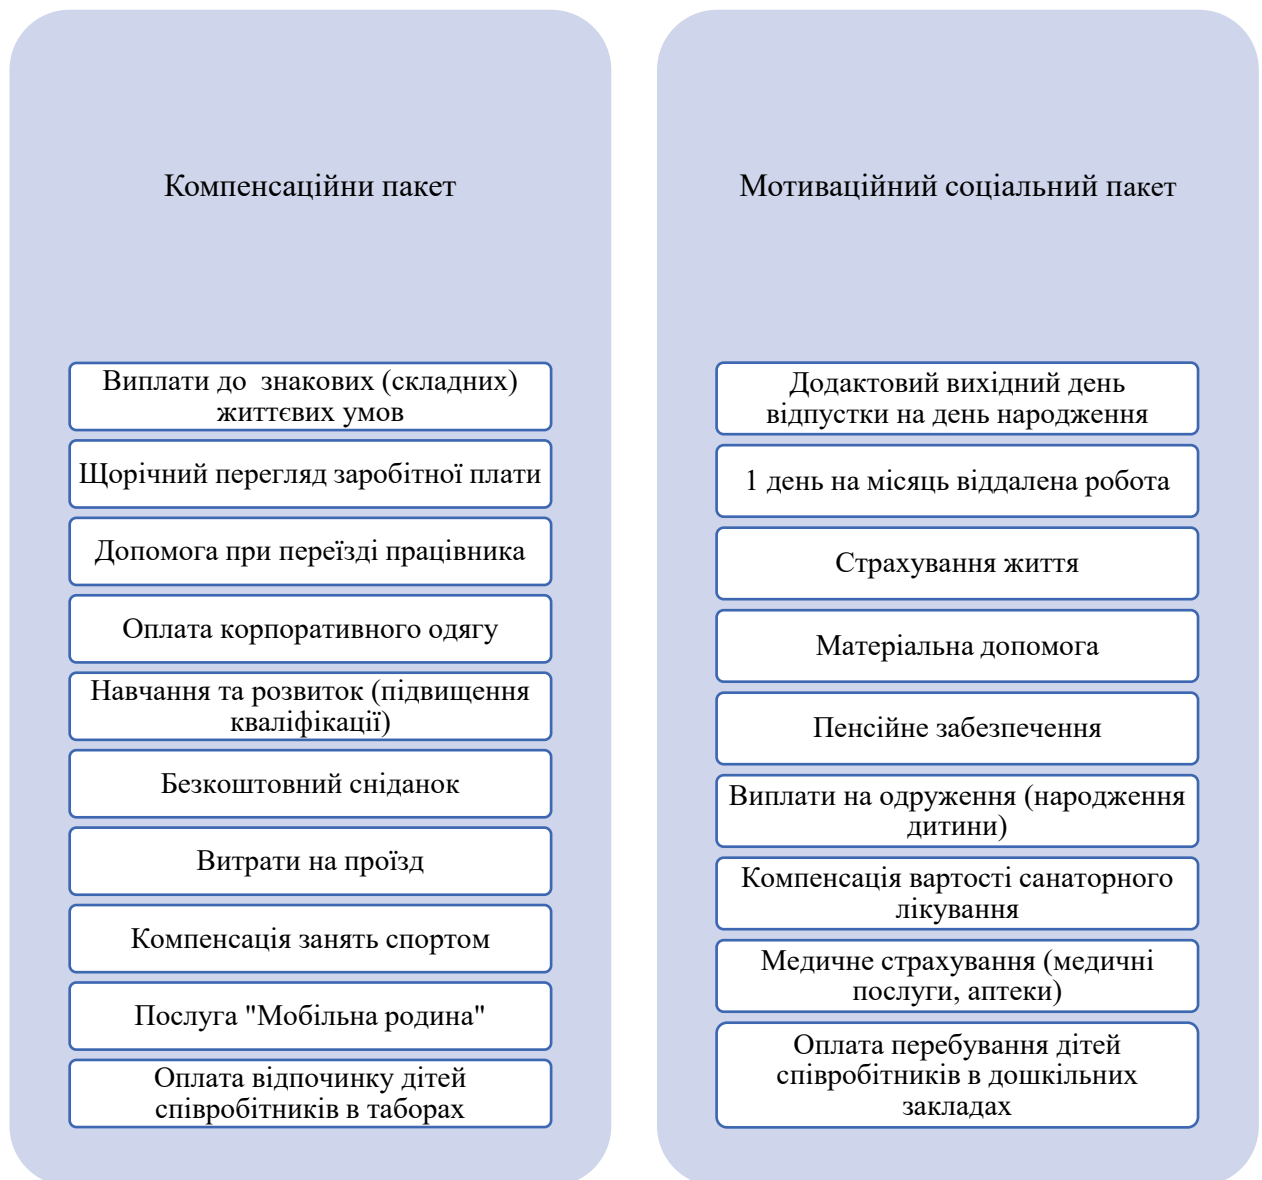 Компенсаційни пакет
Виплати до знакових (складних)
життєвих умов
Щорічний перегляд заробітної плати
Допомога при переїзді працівника
Оплата корпоративного одягу
Навчання та розвиток (підвищення
кваліфікації)
Безкоштовний сніданок
Витрати на проїзд
Компенсація занять спортом
Послуга "Мобільна родина"
Оплата відпочинку дітей
співробітників в таборах
Мотиваційний соціальний пакет
Додактовий вихідний день
відпустки на день народження
1 день на місяць віддалена робота
Страхування життя
Матеріальна допомога
Пенсійне забезпечення
Виплати на одруження (народження
дитини)
Компенсація вартості санаторного
лікування
Медичне страхування (медичні
послуги, аптеки)
Оплата перебування дітей
співробітників в дошкільних
закладах